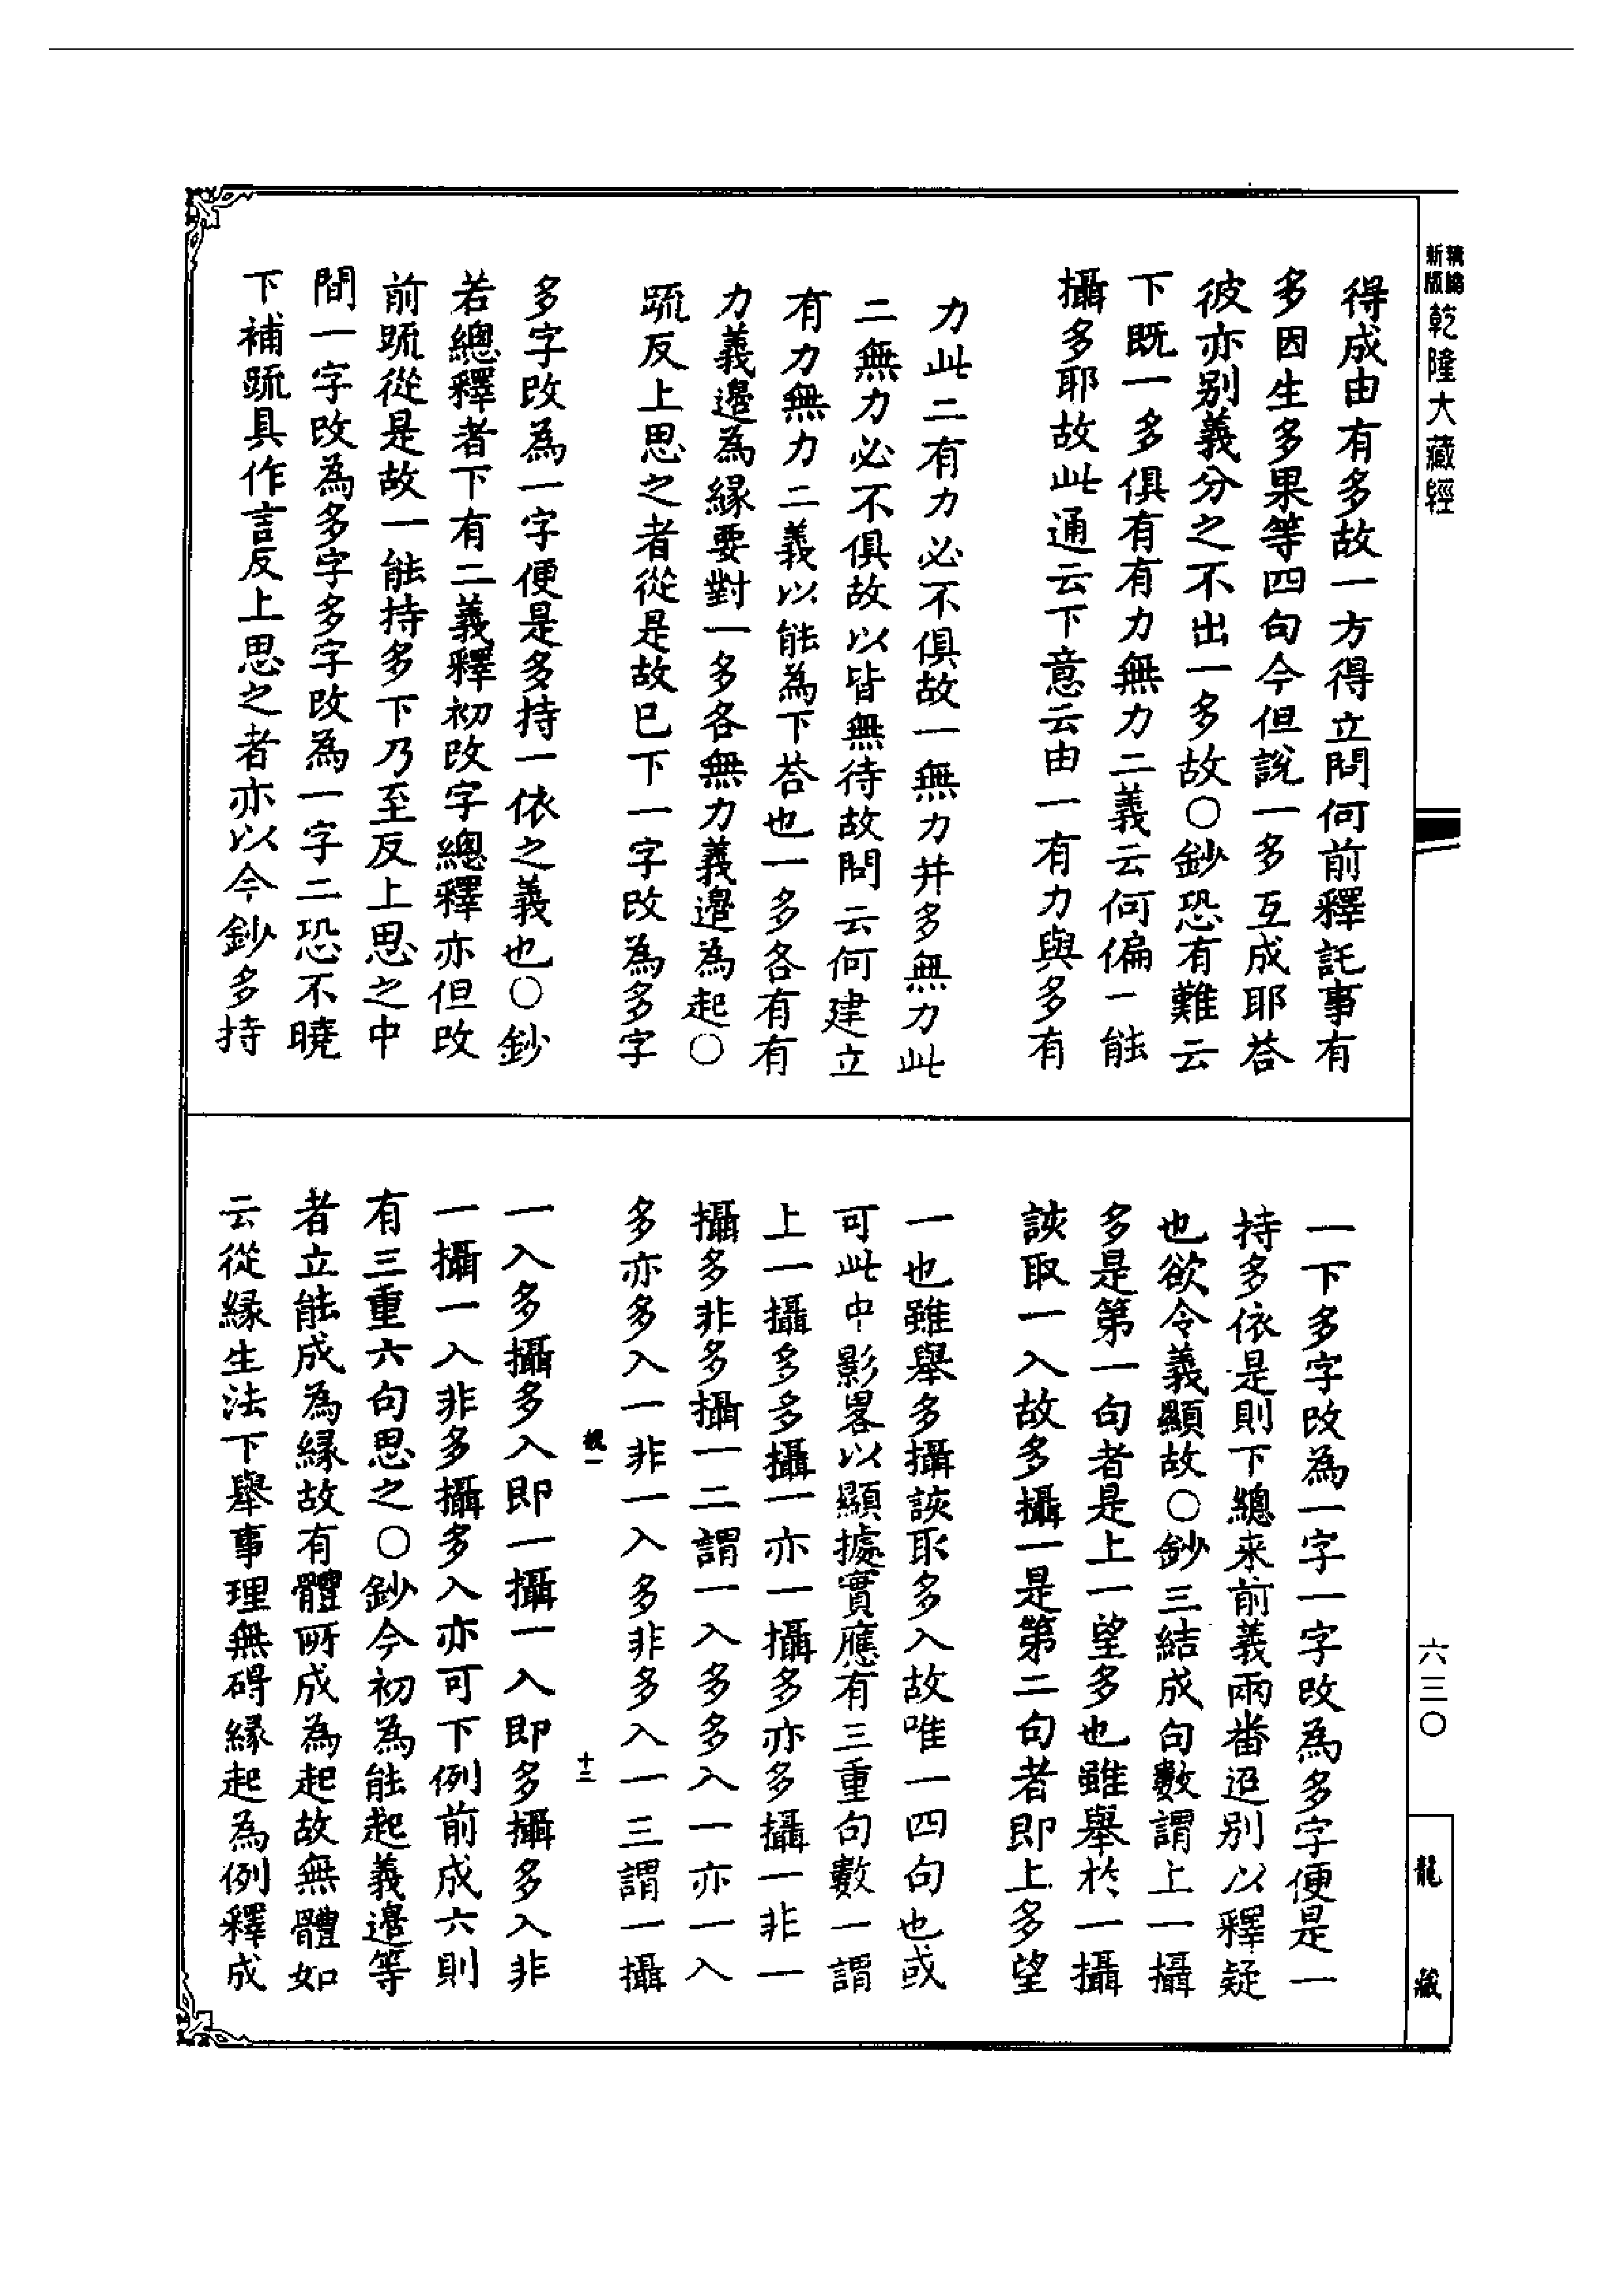 新版精縮乾隆大藏經
得成由有多故一方得立問何前釋託事有
多因生多果等四句今但說一多互成耶荅
彼亦别義分之不出一多故〇鈔恐有難云
下既一多俱有有力無力二義云何偏一能
攝多耶故此通云下意云由一有力與多有
力此二有力必不俱故一無力并多無力此
二無力必不俱故以皆無待故問云何建立
有力無力二義以能為下荅也一多各有有
力義邊為緣要對一多各無力義邊為起〇
䟽反上思之者從是故已下一字改為多字
多字改為一字便是多持一依之義也〇鈔
若總釋者下有二義釋初改字總釋亦但改
前䟽從是故一能持多下乃至反上思之中
間一字改為多字多字改為一字二恐不曉
下補䟽具作言反上思之者亦以今鈔多持
一下多字改為一字一字改為多字便是一
持多依是則下總来前義兩番迢别以釋疑
也欲令義顯故〇鈔三結成句數謂上一攝
多是第一句者是上一望多也雖舉於一攝
該取一入故多攝一是第二句者即上多望
一也雖舉多攝該取多入故唯一四句也或
可此中影畧以顯據實應有三重句數一謂
上一攝多多攝一亦一攝多亦多攝一非一
攝多非多攝一二謂一入多多入一亦一入
多亦多入一非一入多非多入一三謂一攝
一入多攝多入即一攝一入即多攝多入非
一攝一入非多攝多入亦可下例前成六則
有三重六句思之〇鈔今初為能起義邊等
者立能成為緣故有體所成為起故無體如
云從緣生法下舉事理無碍緣起為例釋成
十二
六三〇
龍藏